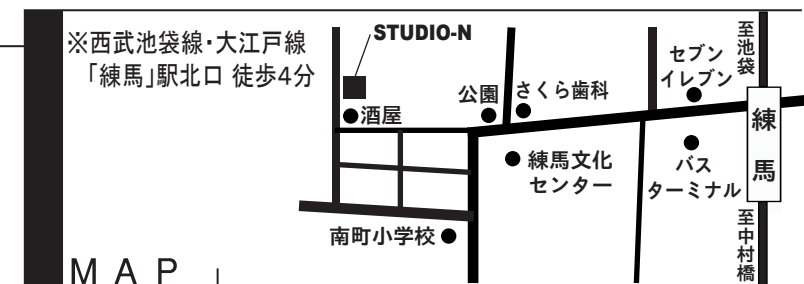 ※西武池袋線･大江戸線
「練馬」駅北口 徒歩4分
STUDIO-N
酒屋
公園
さくら歯科
セブン
イレブン
至池袋
練馬
練馬文化
センター
バス
ターミナル
南町小学校
至中村橋
MAP